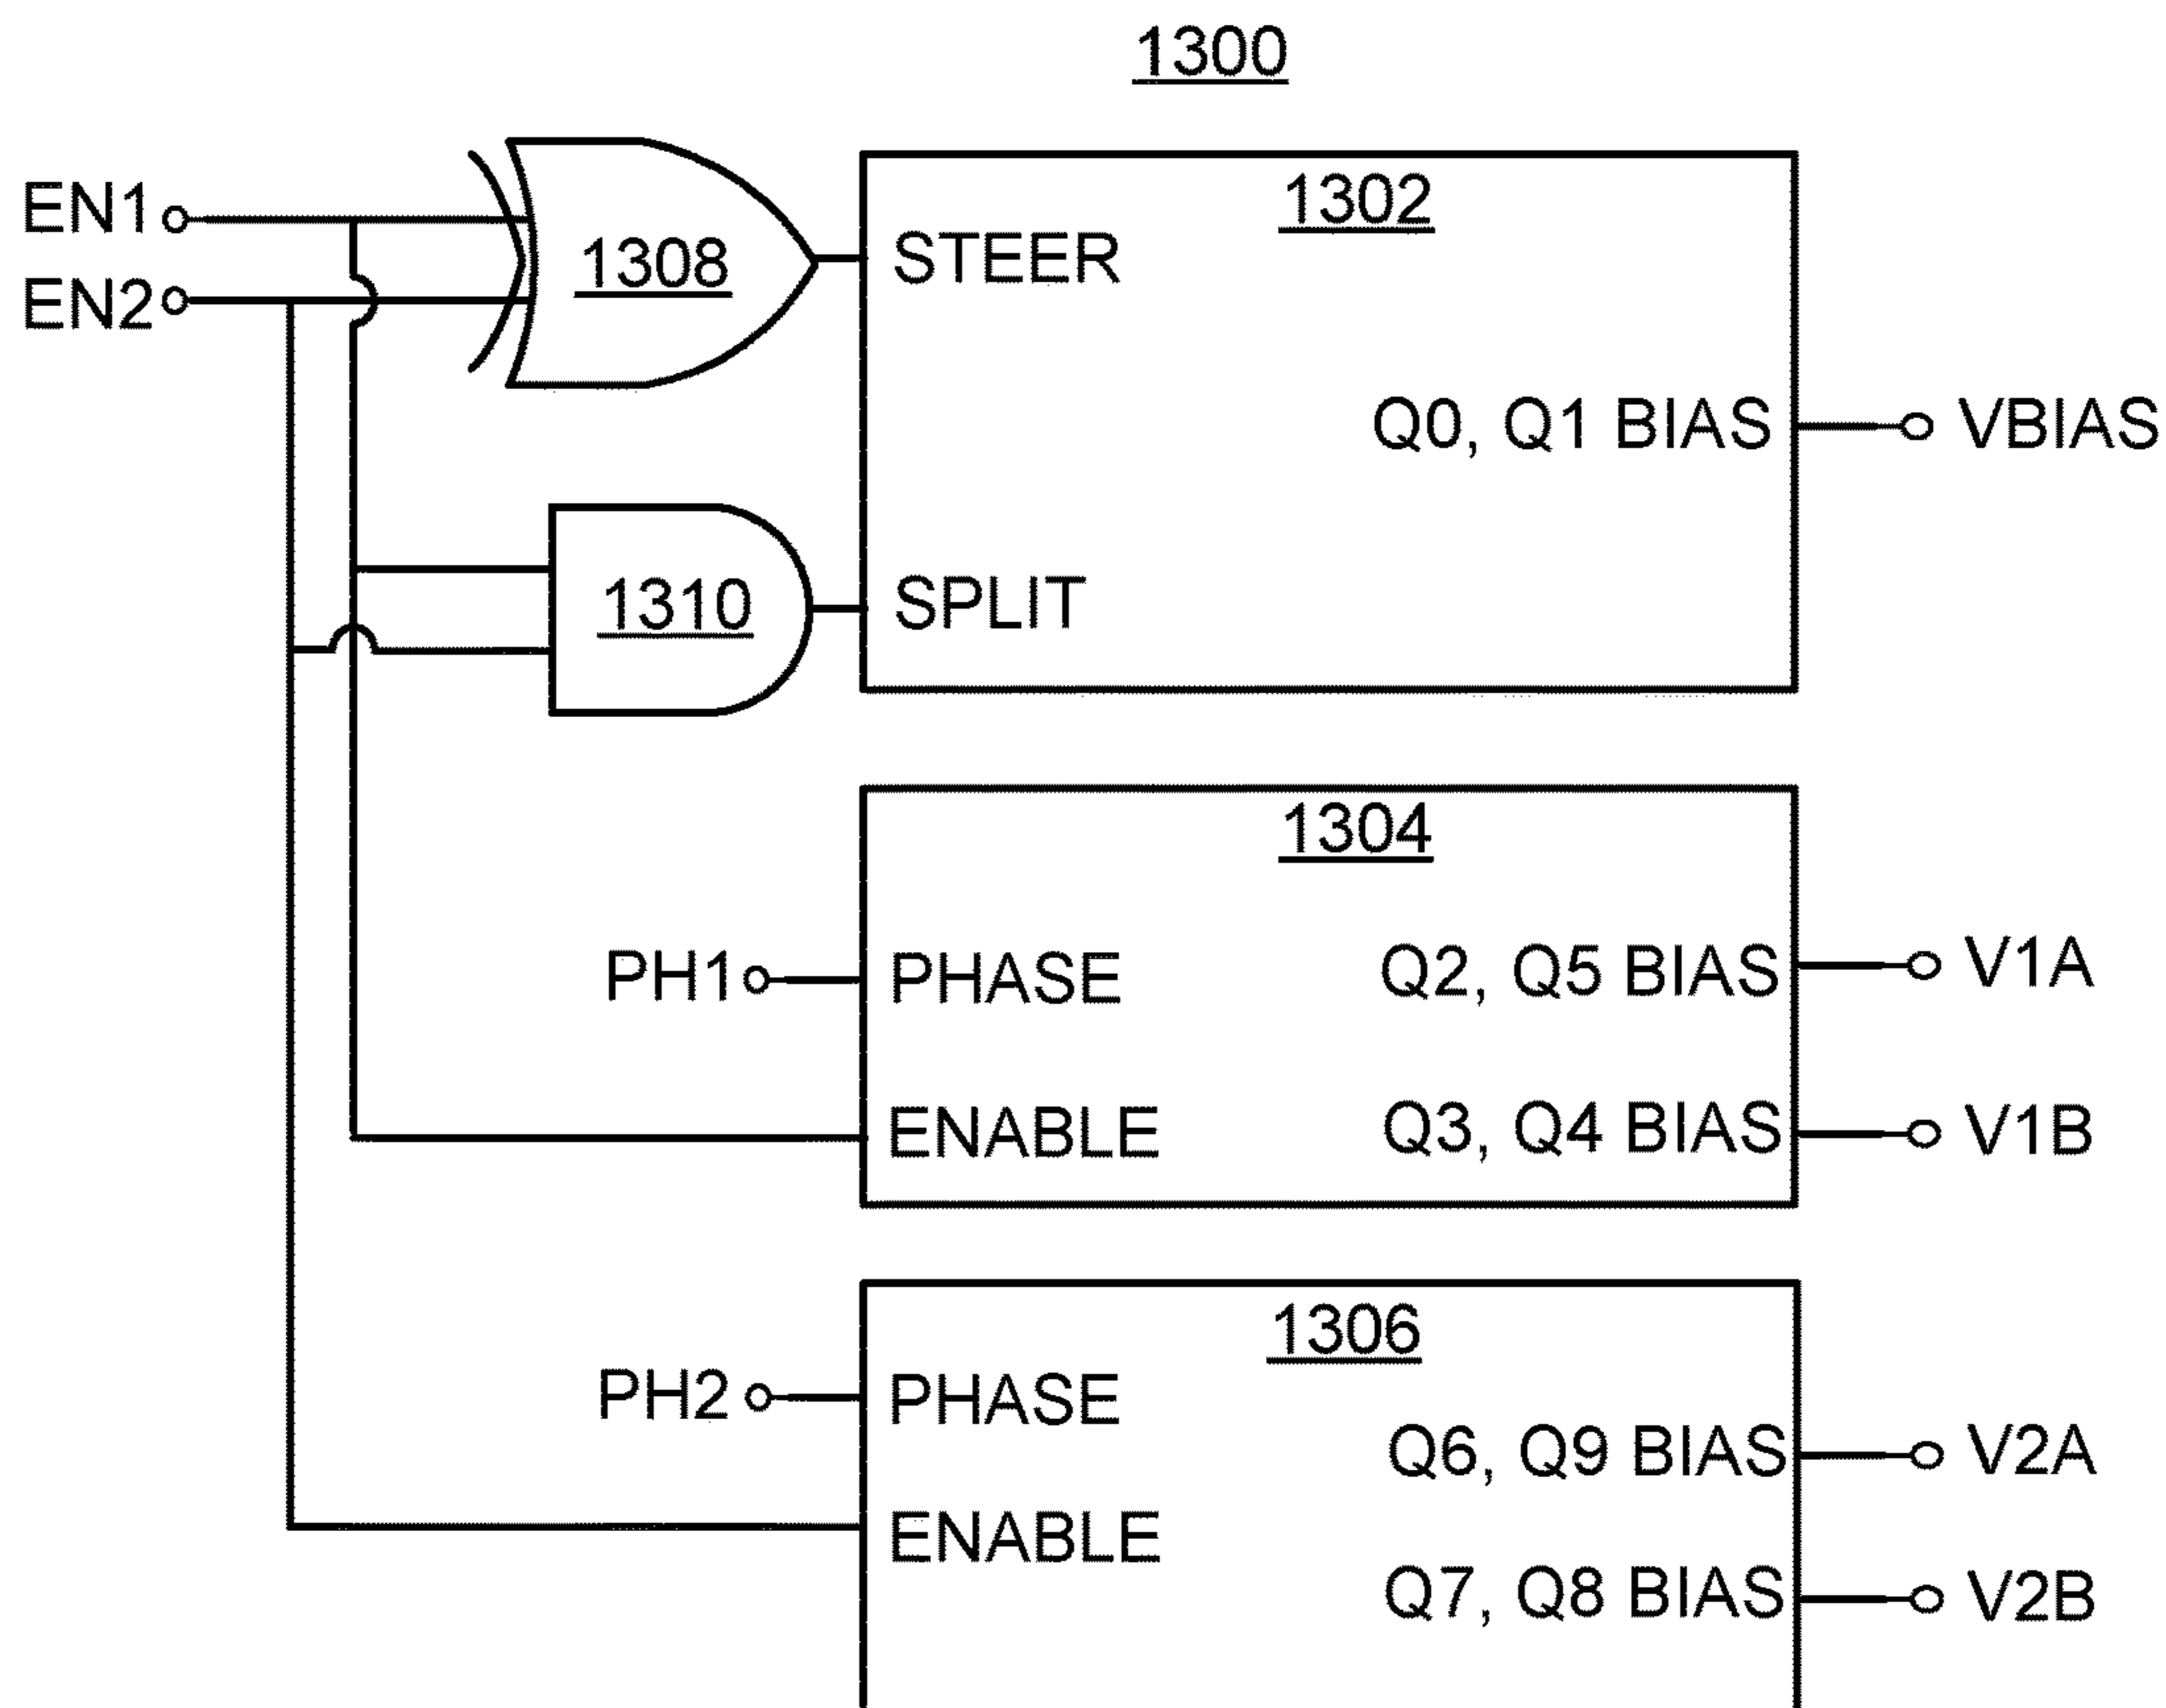 1300
EN1
EN2
1308
1310
1302
STEER
SPLIT
Q0, Q1 BIAS
VBIAS
1304
PH1
PHASE
ENABLE
Q2, Q5 BIAS
V1A
Q3, Q4 BIAS
V1B
1306
PH2
PHASE
ENABLE
Q6, Q9 BIAS
V2A
Q7, Q8 BIAS
V2B